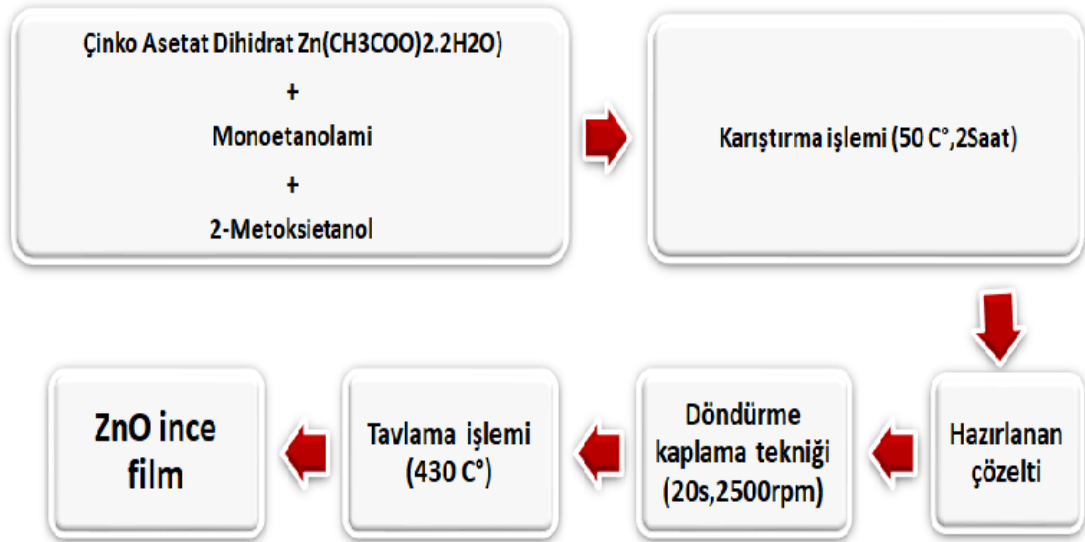 Çinko Asetat Dihidrat Zn(CH3COO)2.2H2O)
+
Monoetanolami
+
2-Metoksietanol
Karıştırma işlemi (50 C°,2Saat)
Hazırlanan
çözelti
Döndürme
kaplama tekniği
(20s,2500rpm)
Tavlama işlemi
(430 C°)
ZnO ince
film